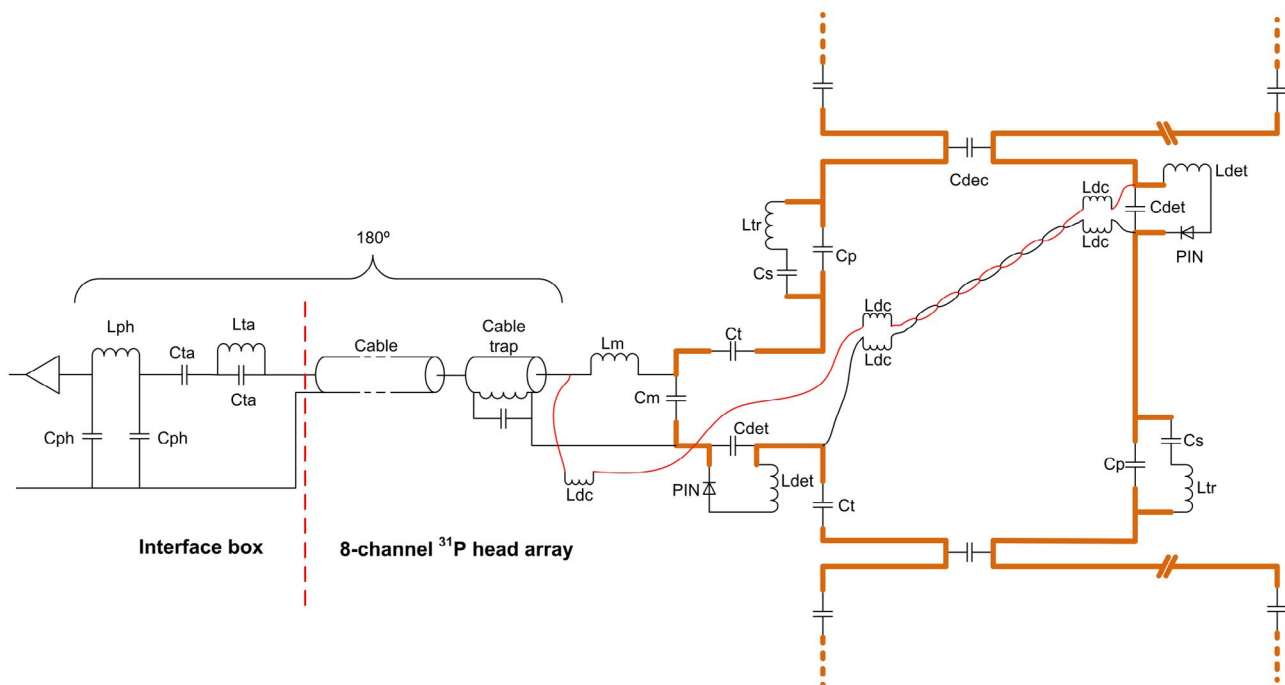 Ldet
Ldc
Cdec
Cdet
Ldc
PIN
Ltr
Cp
Cs
180º
Ldc
Lph
Lta
Cable
Cable
trap
Lm
Ct
Ldc
Cta
Cta
Cm
Cph
Cph
Cdet
Cs
Cp
Ltr
Ldc
PIN
Ldet
Ct
Interface box
8-channel ³¹P head array